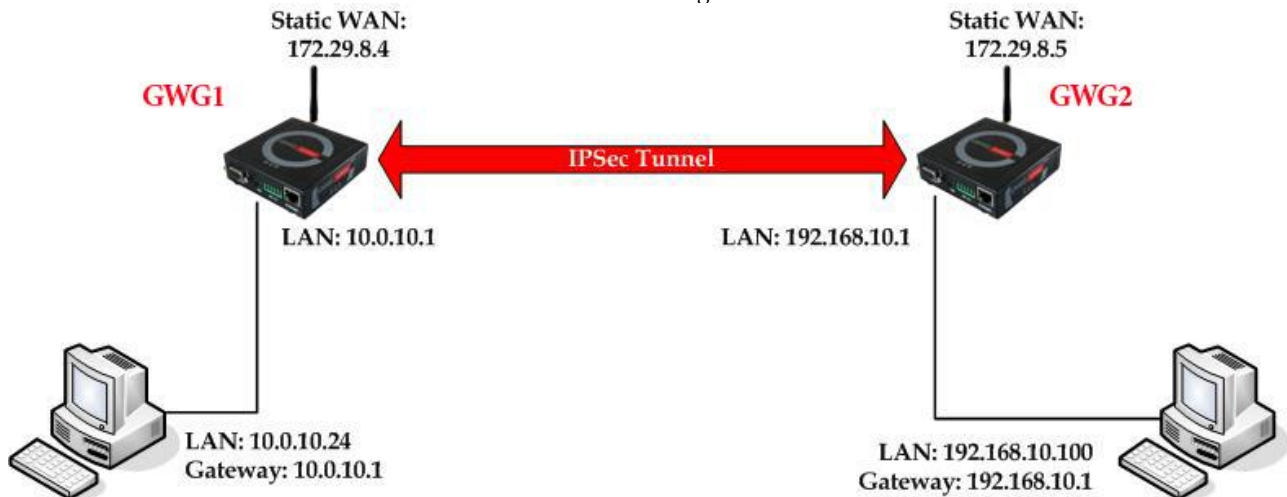 Static WAN:
172.29.8.4
Static WAN:
172.29.8.5
GWG1
GWG2
IPSec Tunnel
LAN: 10.0.10.1
LAN: 192.168.10.1
LAN: 10.0.10.24
Gateway: 10.0.10.1
LAN: 192.168.10.100
Gateway: 192.168.10.1